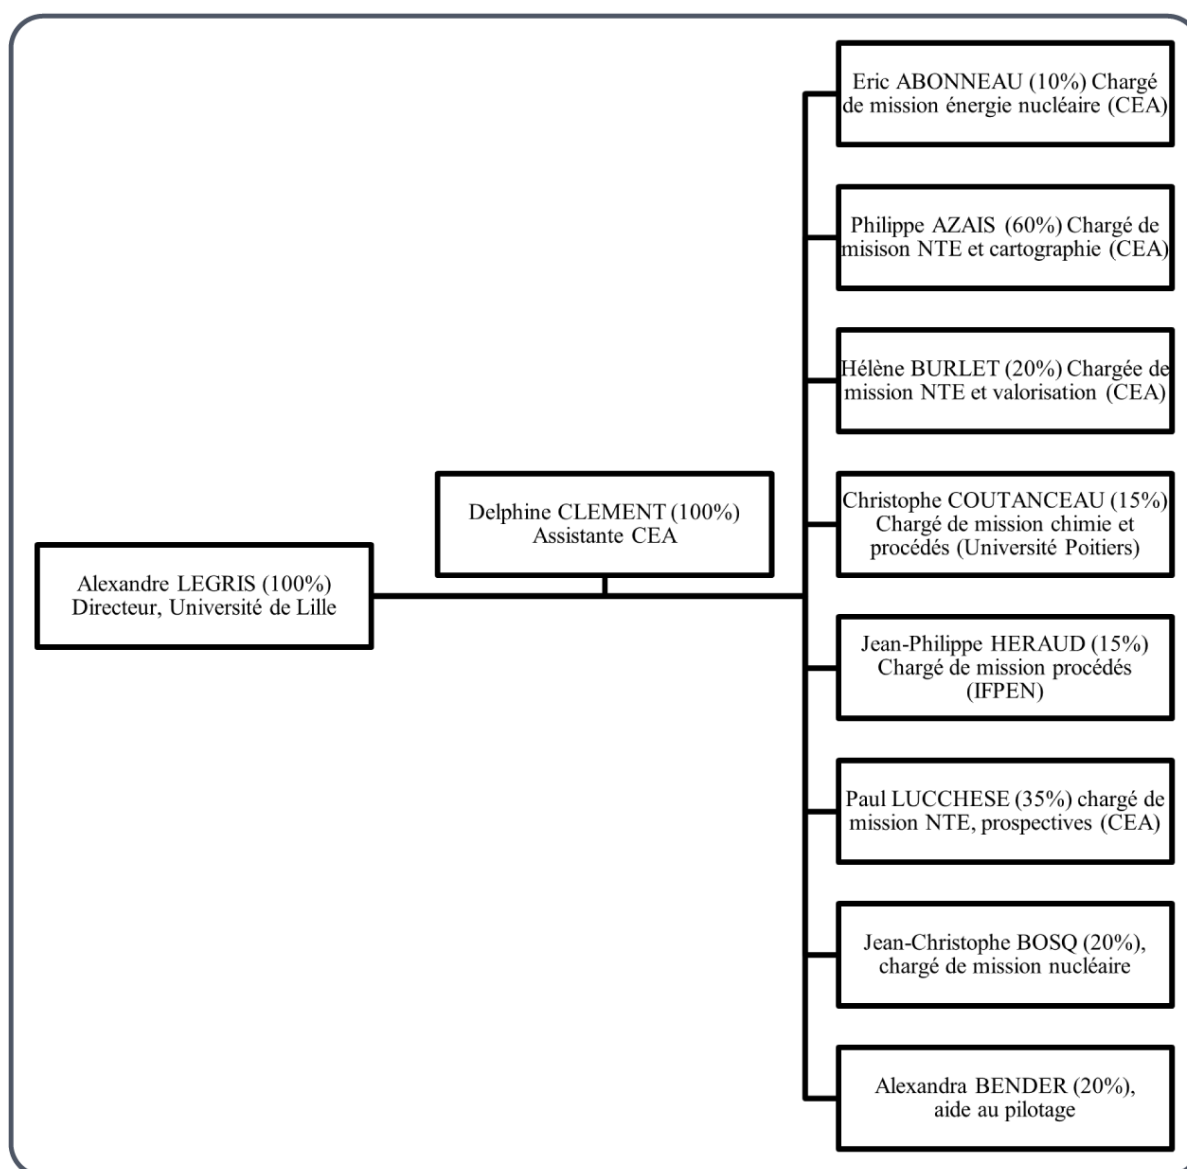 Eric ABONNEAU (10%) Chargé
de mission énergie nucléaire (CEA)
Philippe AZAIS (60%) Chargé de
misison NTE et cartographie (CEA)
Hélène BURLET (20%) Chargée de
mission NTE et valorisation (CEA)
Delphine CLEMENT (100%)
Assistante CEA
Christophe COUTANCEAU (15%)
Chargé de mission chimie et
procédés (Université Poitiers)
Alexandre LEGRIS (100%)
Directeur, Université de Lille
Jean-Philippe HERAUD (15%)
Chargé de mission procédés
(IFPEN)
Paul LUCCHESE (35%) chargé de
mission NTE, prospectives (CEA)
Jean-Christophe BOSQ (20%),
chargé de mission nucléaire
Alexandra BENDER (20%),
aide au pilotage